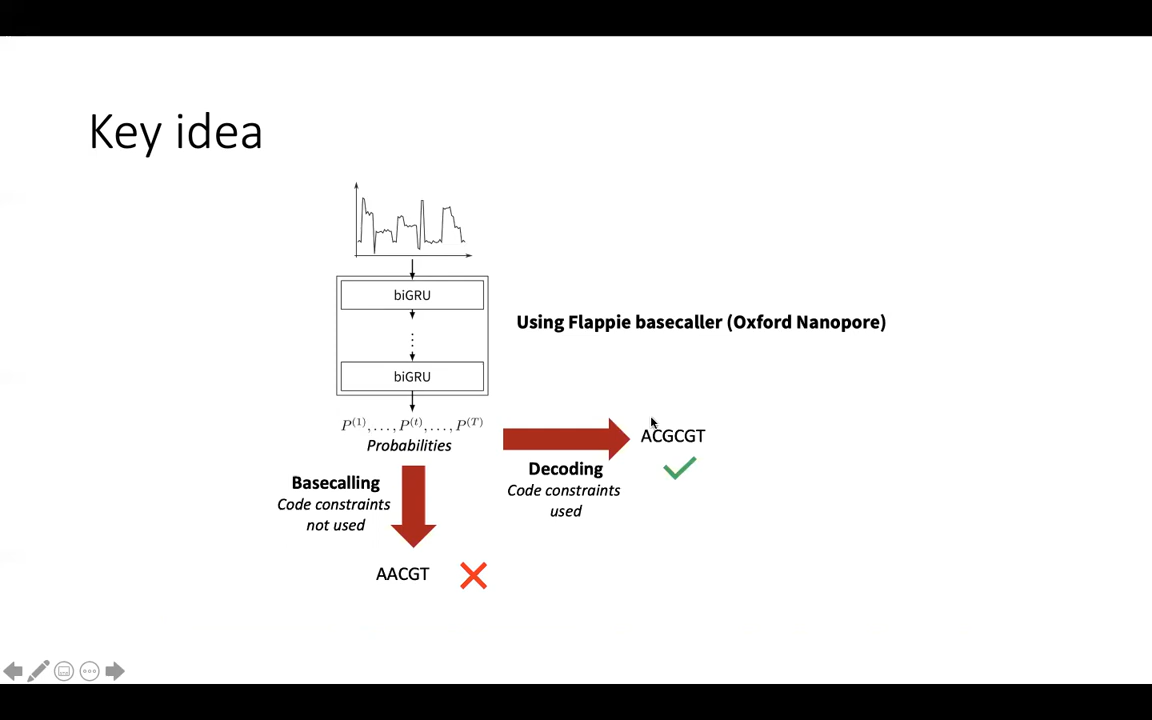 Key idea
biGRU
biGRU
Using Flappie basecaller (Oxford Nanopore)
P^{(1)}, . . . , P^{(t)}, . . . , P^{(T)}
Probabilities
Decoding
Code constraints
used
ACGCGT
Basecalling
Code constraints
not used
AACGT